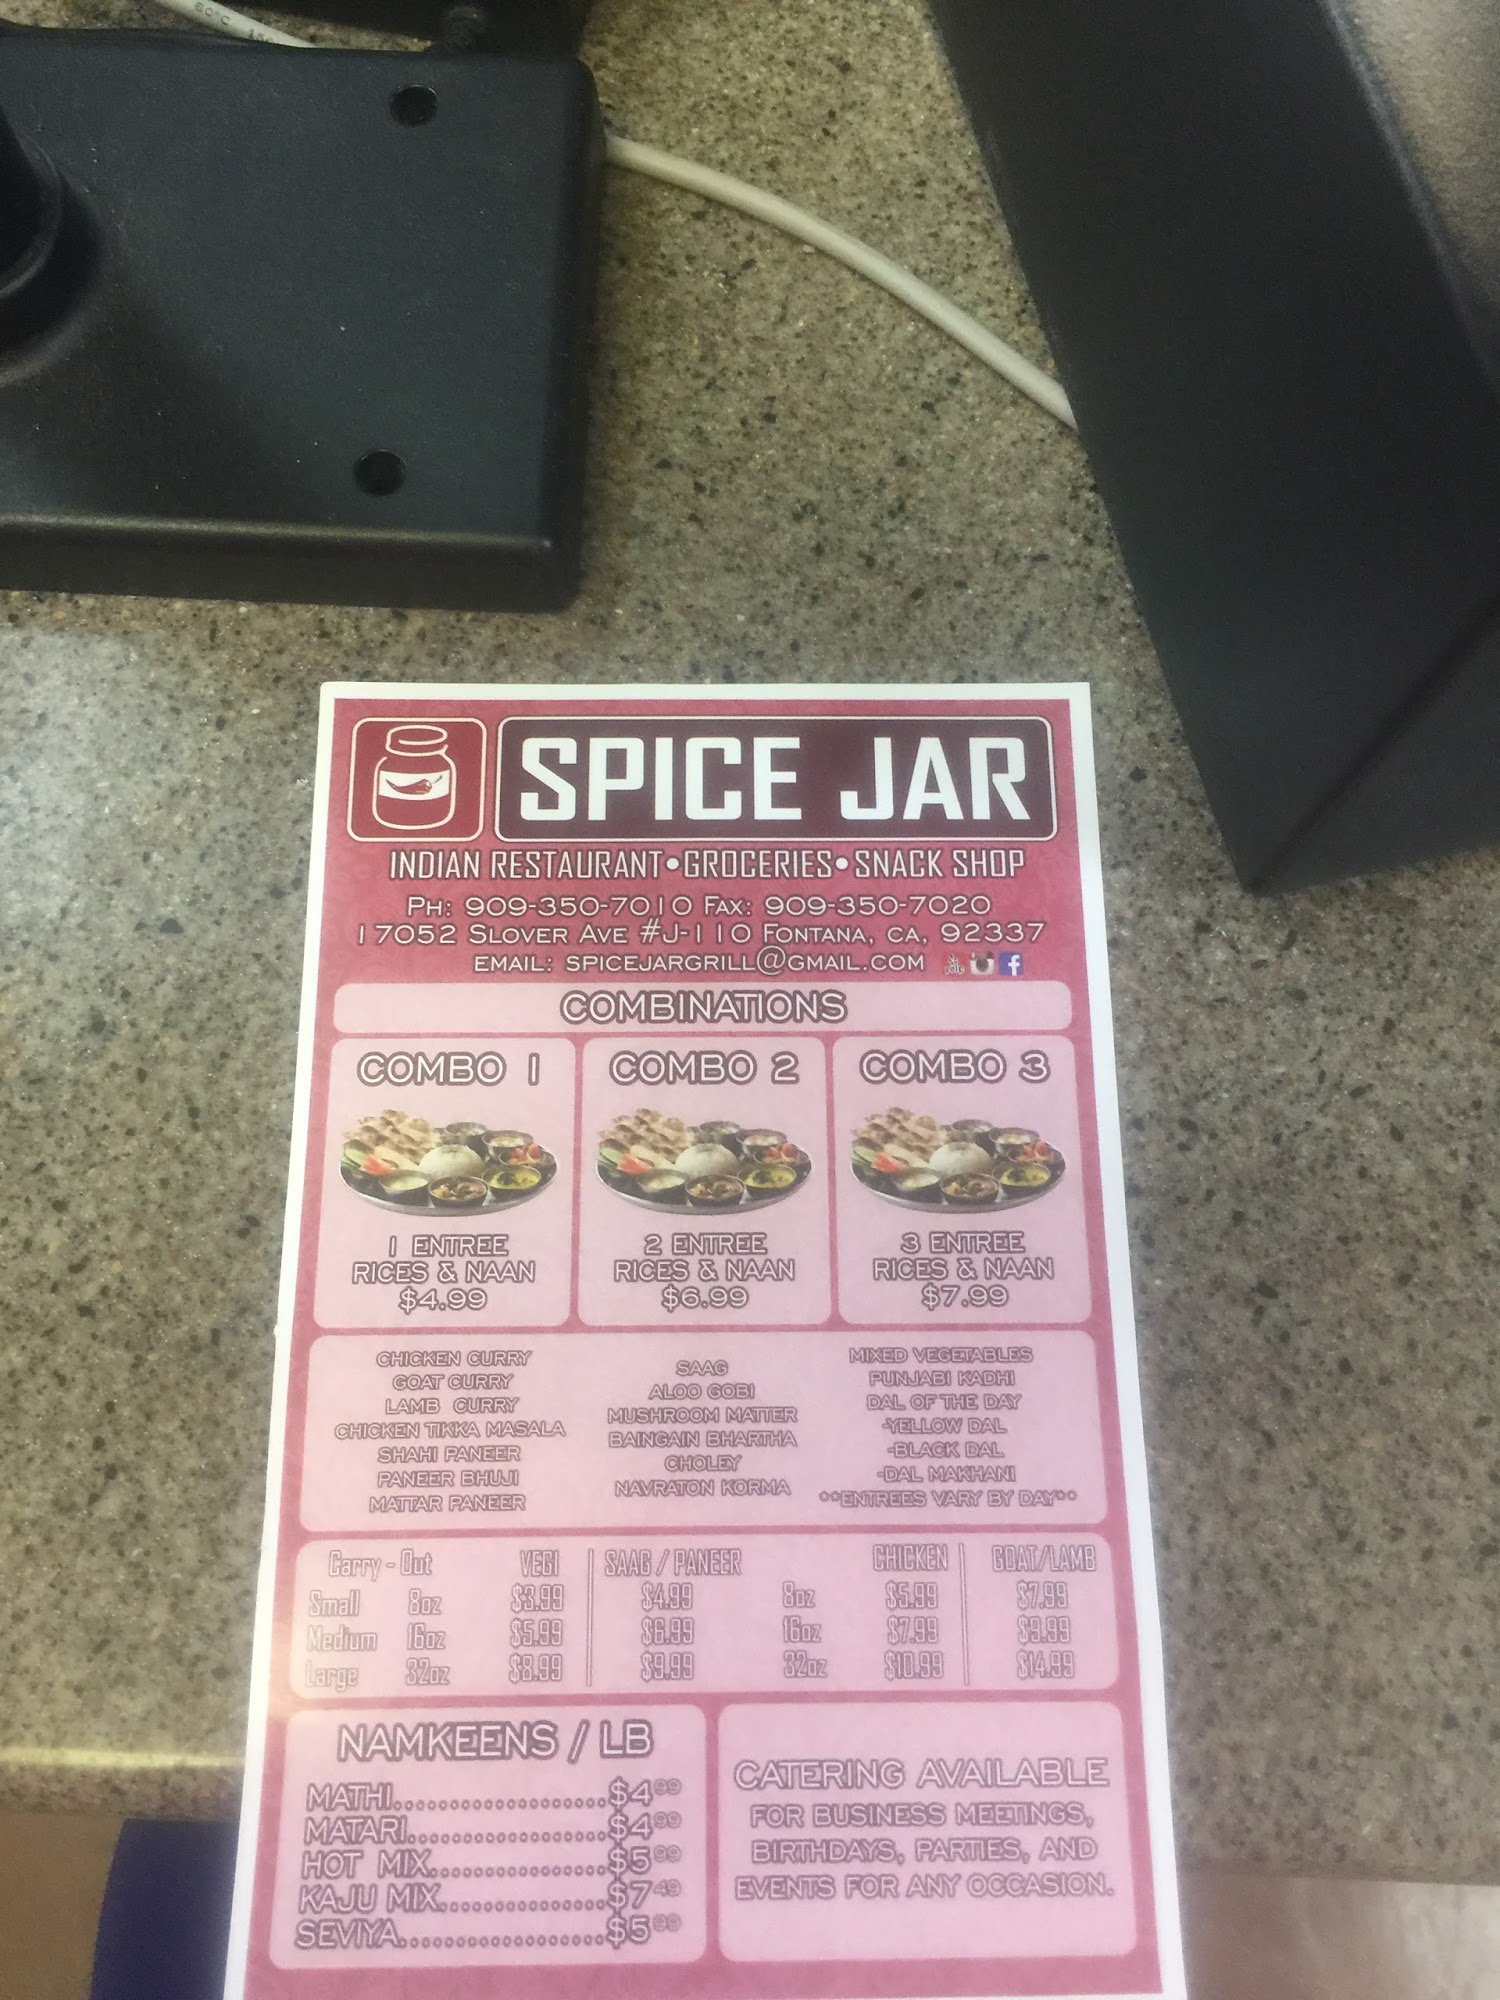 60°C
SPICE JAR
INDIAN RESTAURANT•GROCERIES•SNACK SHOP
PH: 909-350-7010 FAX: 909-350-7020
17052 SLOVER AVE #J-110 FONTANA, CA, 92337
EMAIL: SPICEJARGRILL@GMAIL.COM yelp f
COMBINATIONS
COMBO 1
1 ENTREE
RICES & NAAN
$4.99
COMBO 2
2 ENTREE
RICES & NAAN
$6.99
COMBO 3
3 ENTREE
RICES & NAAN
$7.99
CHICKEN CURRY
GOAT CURRY
LAMB CURRY
CHICKEN TIKKA MASALA
SHAHI PANEER
PANEER BHUJI
MATTAR PANEER
SAAG
ALOO GOBI
MUSHROOM MATTER
BAINGAIN BHARTHA
CHOLEY
NAVRATON KORMA
MIXED VEGETABLES
PUNJABI KADHI
DAL OF THE DAY
-YELLOW DAL
-BLACK DAL
-DAL MAKHANI
**ENTREES VARY BY DAY**
Carry - Out VEGI SAAG / PANEER CHICKEN GOAT/LAMB
Small 8oz $3.99 $4.99 8oz $5.99 $7.99
Medium 16oz $5.99 $6.99 16oz $7.99 $9.99
Large 32oz $8.99 $9.99 32oz $10.99 $14.99
NAMKEENS / LB
MATHI...................$4.99
MATARI..................$4.99
HOT MIX................$5.99
KAJU MIX...............$7.49
SEVIYA...................$5.99
CATERING AVAILABLE
FOR BUSINESS MEETINGS,
BIRTHDAYS, PARTIES, AND
EVENTS FOR ANY OCCASION.